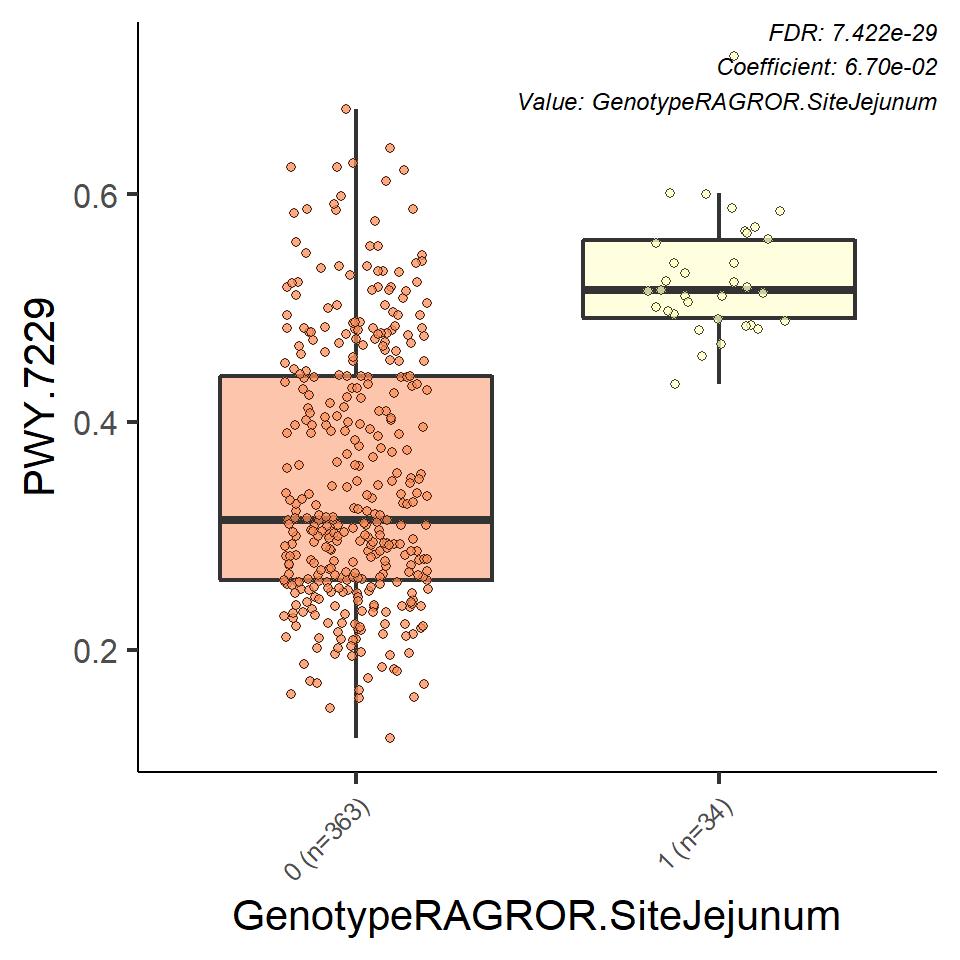 FDR: 7.422e-29
Coefficient: 6.70e-02
Value: GenotypeRAGROR.SiteJejunum
PWY.7229
0.6
0.4
0.2
0 (n=363)
1 (n=34)
GenotypeRAGROR.SiteJejunum